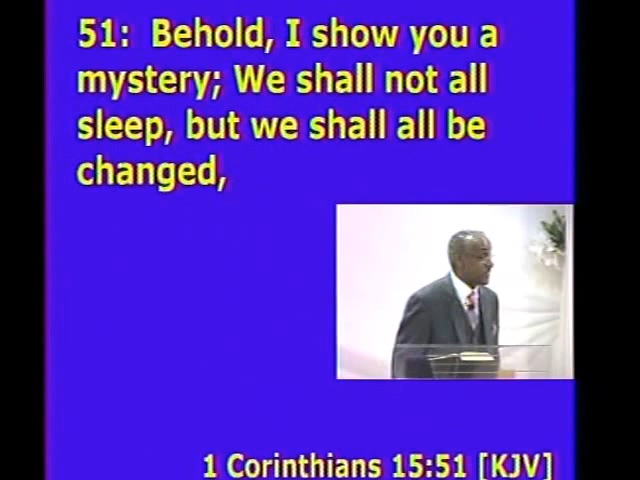 51:  Behold, I show you a
mystery; We shall not all
sleep, but we shall all be
changed,
1 Corinthians 15:51 [KJV]